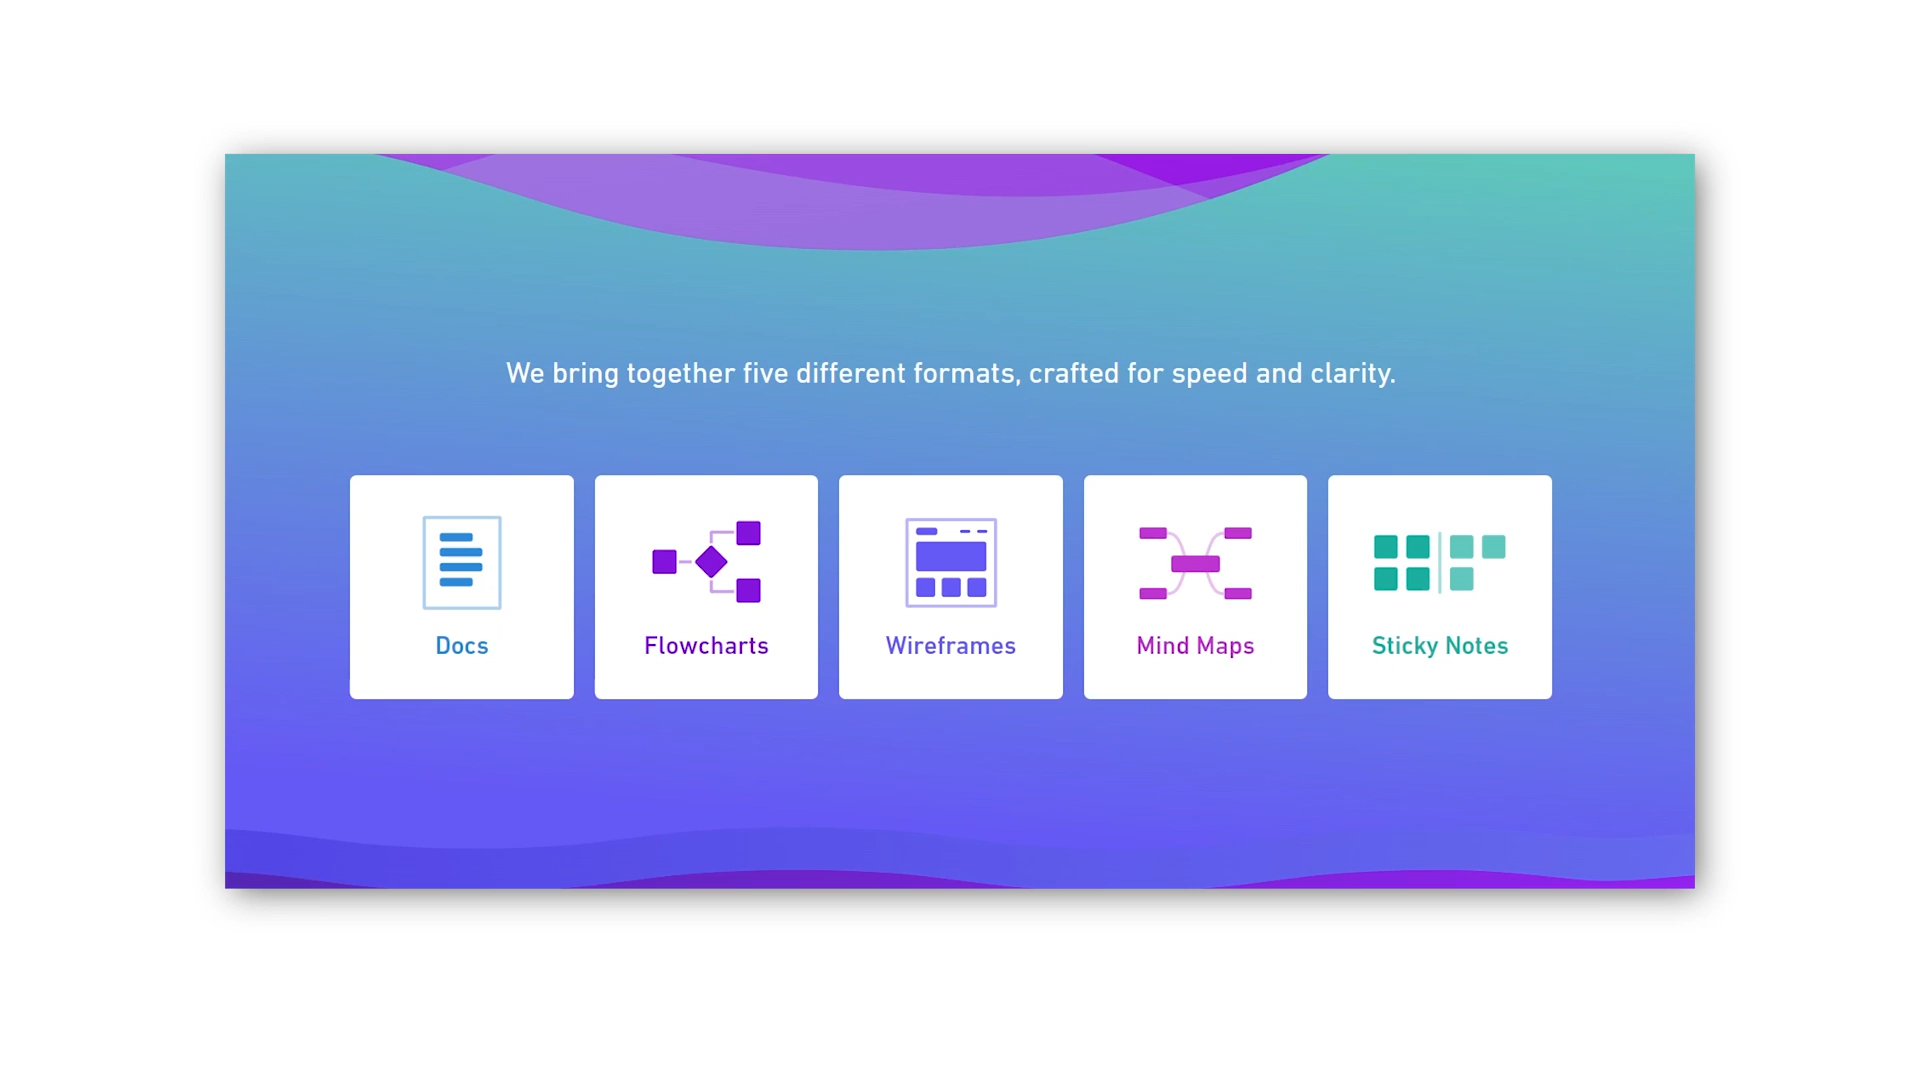 We bring together five different formats, crafted for speed and clarity.
Docs
Flowcharts
Wireframes
Mind Maps
Sticky Notes